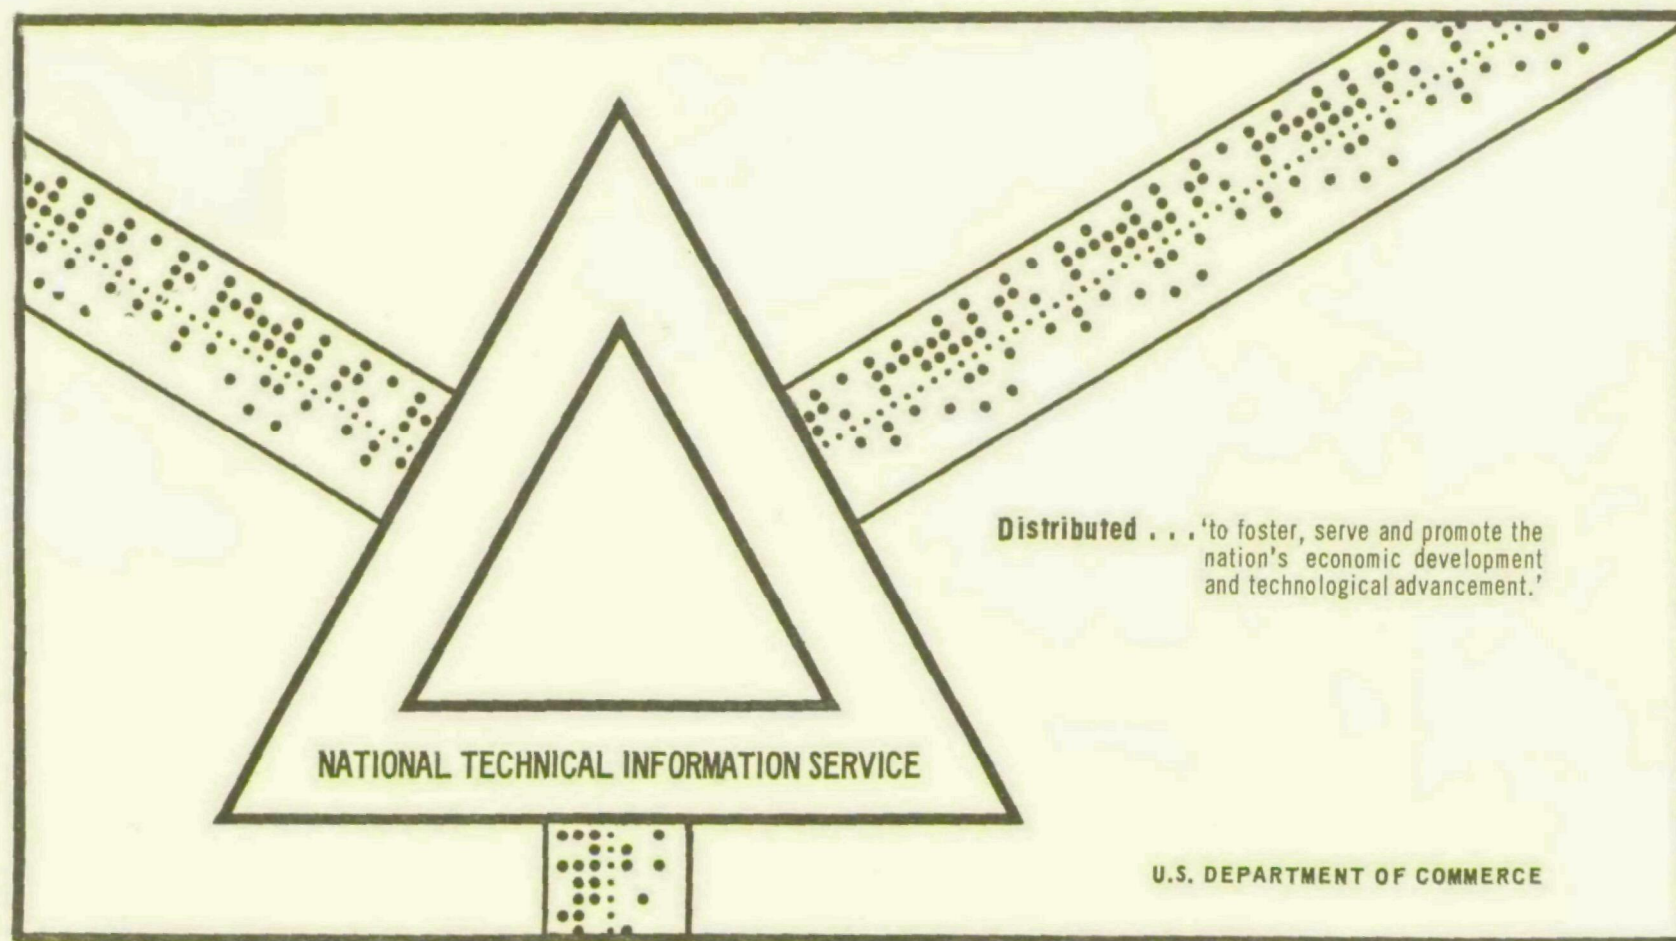 Distributed . . . ‘to foster, serve and promote the
nation's economic development
and technological advancement.’
NATIONAL TECHNICAL INFORMATION SERVICE
U.S. DEPARTMENT OF COMMERCE